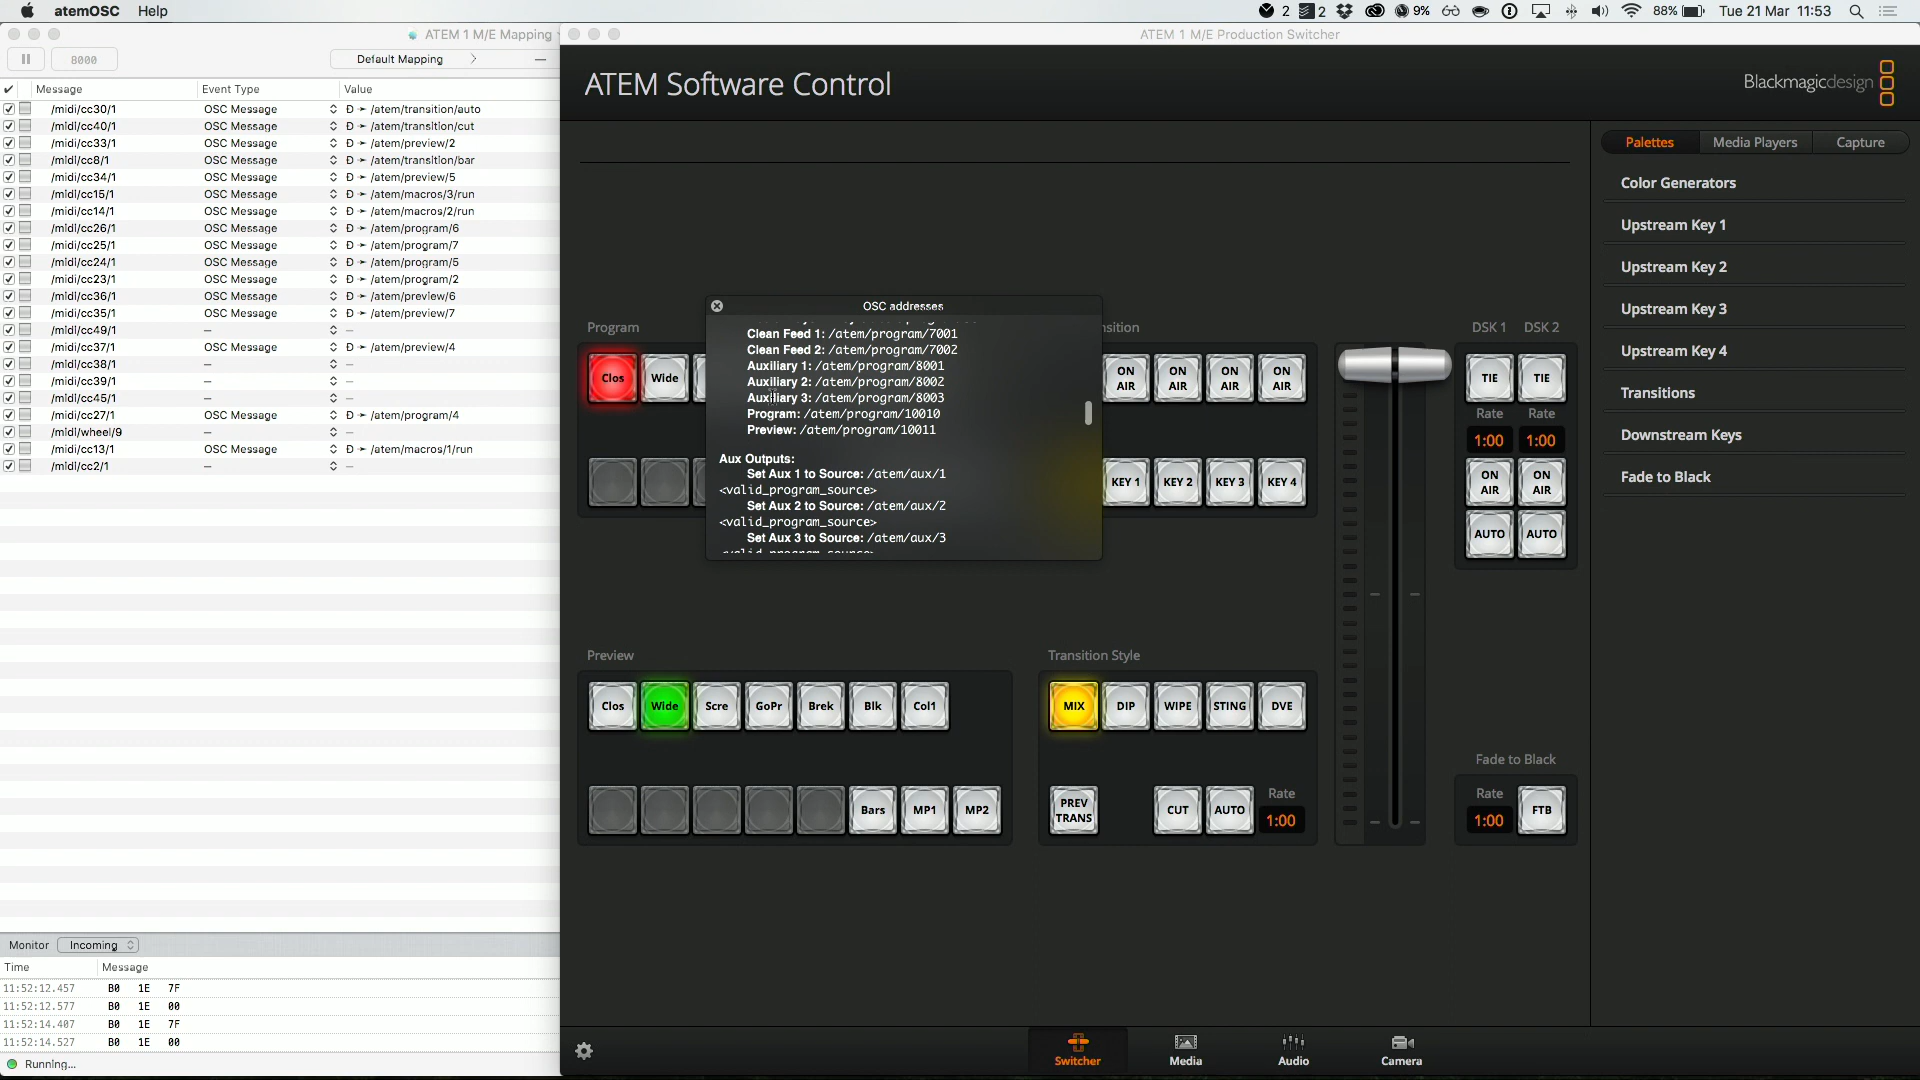 atemOSC Help
2 2 9% 88% Tue 21 Mar 11:53
ATEM 1 M/E Mapping
8000 Default Mapping
Message Event Type Value
/midi/cc30/1 OSC Message /atem/transition/auto
/midi/cc40/1 OSC Message /atem/transition/cut
/midi/cc33/1 OSC Message /atem/preview/2
/midi/cc8/1 OSC Message /atem/transition/bar
/midi/cc34/1 OSC Message /atem/preview/5
/midi/cc15/1 OSC Message /atem/macros/3/run
/midi/cc14/1 OSC Message /atem/macros/2/run
/midi/cc26/1 OSC Message /atem/program/6
/midi/cc25/1 OSC Message /atem/program/7
/midi/cc24/1 OSC Message /atem/program/5
/midi/cc23/1 OSC Message /atem/program/2
/midi/cc36/1 OSC Message /atem/preview/6
/midi/cc35/1 OSC Message /atem/preview/7
/midi/cc49/1 – –
/midi/cc37/1 OSC Message /atem/preview/4
/midi/cc38/1 – –
/midi/cc39/1 – –
/midi/cc45/1 – –
/midi/cc27/1 OSC Message /atem/program/4
/midi/wheel/9 – –
/midi/cc13/1 OSC Message /atem/macros/1/run
/midi/cc2/1 – –
Monitor Incoming
Time Message
11:52:12.457 B0 1E 7F
11:52:12.577 B0 1E 00
11:52:14.407 B0 1E 7F
11:52:14.527 B0 1E 00
Running...
ATEM 1 M/E Production Switcher
ATEM Software Control
Blackmagicdesign
Program
Clos Wide
OSC addresses
Clean Feed 1: /atem/program/7001
Clean Feed 2: /atem/program/7002
Auxiliary 1: /atem/program/8001
Auxiliary 2: /atem/program/8002
Auxiliary 3: /atem/program/8003
Program: /atem/program/10010
Preview: /atem/program/10011
Aux Outputs:
Set Aux 1 to Source: /atem/aux/1
<valid_program_source>
Set Aux 2 to Source: /atem/aux/2
<valid_program_source>
Set Aux 3 to Source: /atem/aux/3
nsition
ON AIR ON AIR ON AIR ON AIR
KEY 1 KEY 2 KEY 3 KEY 4
DSK 1 DSK 2
TIE TIE
Rate Rate
1:00 1:00
ON AIR ON AIR
AUTO AUTO
Preview
Clos Wide Scre GoPr Brek Blk Col1
Bars MP1 MP2
Transition Style
MIX DIP WIPE STING DVE
PREV TRANS CUT AUTO
Rate
1:00
Fade to Black
Rate
1:00
FTB
Palettes Media Players Capture
Color Generators
Upstream Key 1
Upstream Key 2
Upstream Key 3
Upstream Key 4
Transitions
Downstream Keys
Fade to Black
Switcher Media Audio Camera